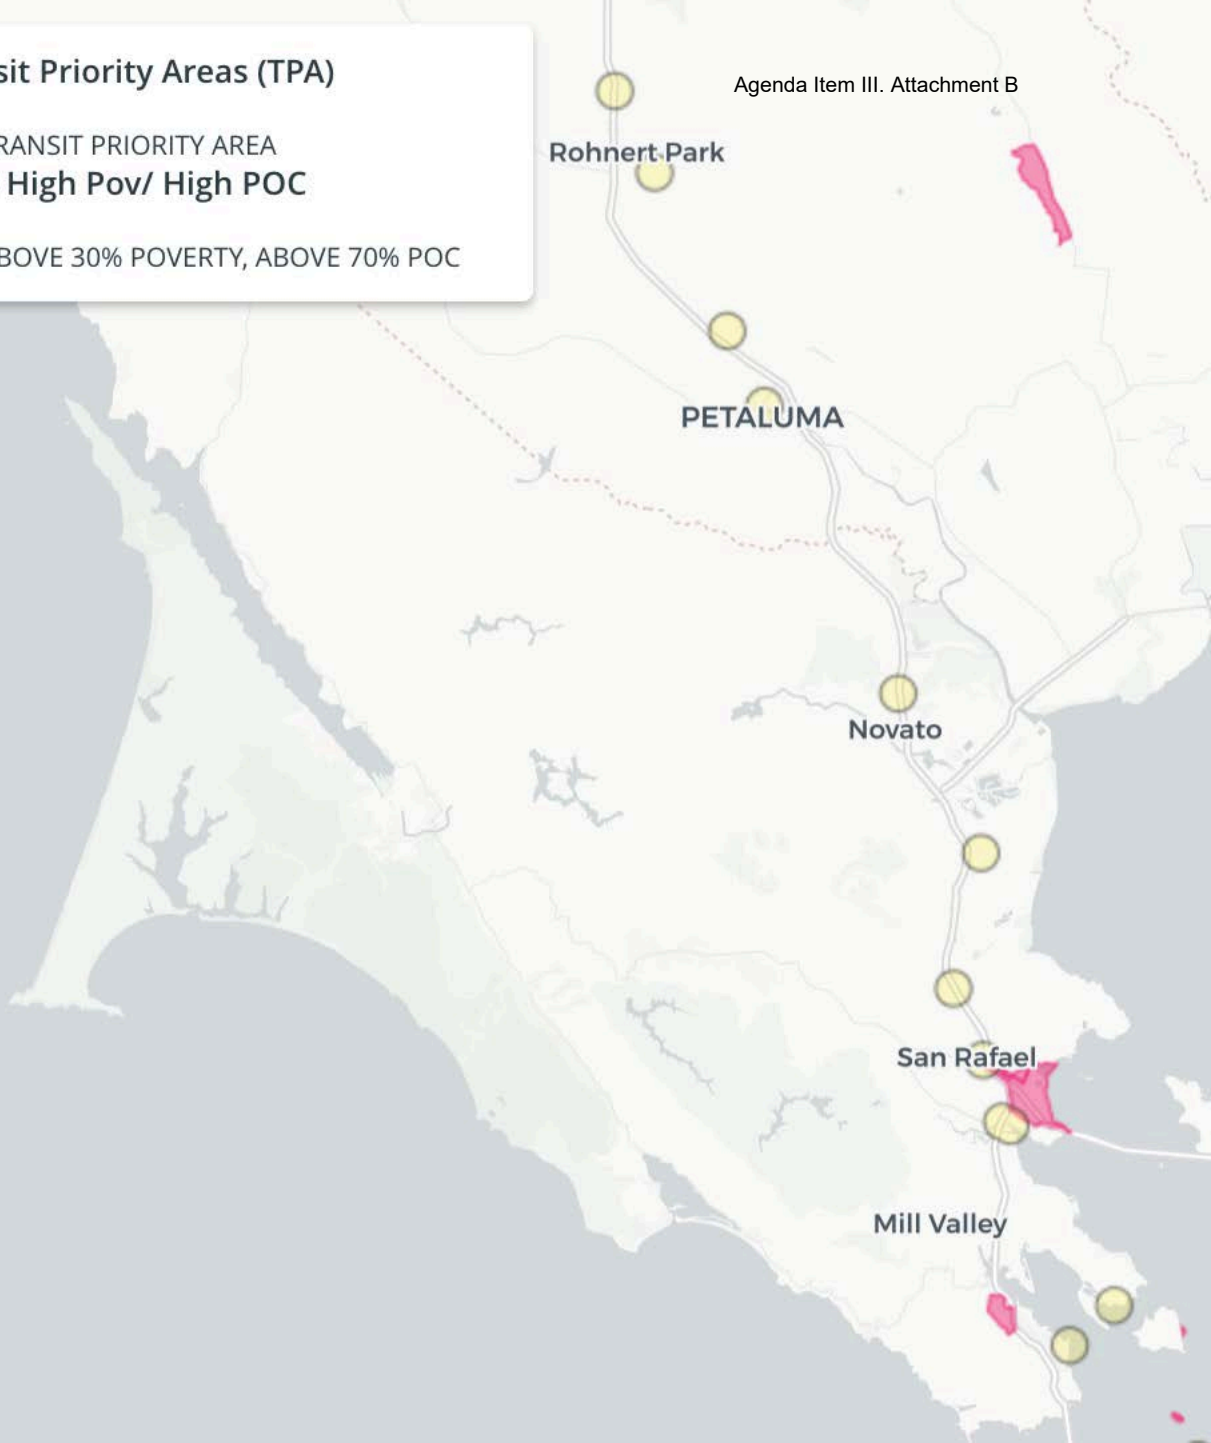 sit Priority Areas (TPA)
Agenda Item III. Attachment B
RANSIT PRIORITY AREA
High Pov/ High POC
BOVE 30% POVERTY, ABOVE 70% POC
Rohnert Park
PETALUMA
Novato
San Rafael
Mill Valley